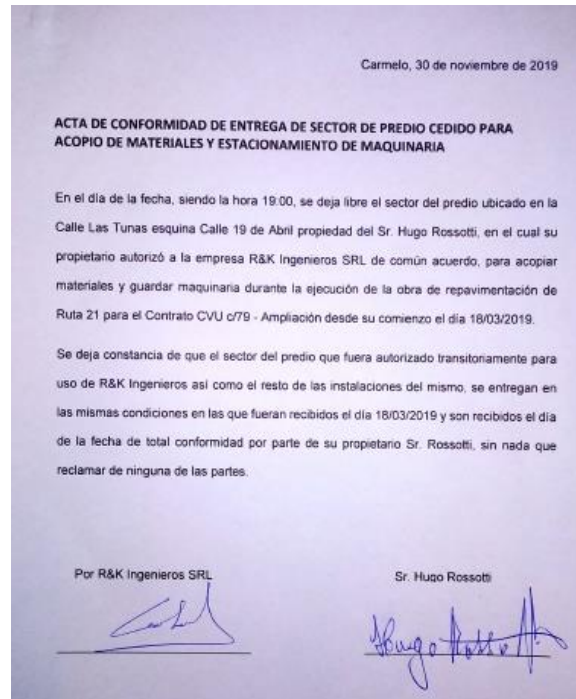 Carmelo, 30 de noviembre de 2019
ACTA DE CONFORMIDAD DE ENTREGA DE SECTOR DE PREDIO CEDIDO PARA
ACOPIO DE MATERIALES Y ESTACIONAMIENTO DE MAQUINARIA
En el día de la fecha, siendo la hora 19:00, se deja libre el sector del predio ubicado en la
Calle Las Tunas esquina Calle 19 de Abril propiedad del Sr. Hugo Rossotti, en el cual su
propietario autorizó a la empresa R&K Ingenieros SRL de común acuerdo, para acopiar
materiales y guardar maquinaria durante la ejecución de la obra de repavimentación de
Ruta 21 para el Contrato CVU c/79 - Ampliación desde su comienzo el día 18/03/2019.
Se deja constancia de que el sector del predio que fuera autorizado transitoriamente para
uso de R&K Ingenieros así como el resto de las instalaciones del mismo, se entregan en
las mismas condiciones en las que fueran recibidos el día 18/03/2019 y son recibidos el día
de la fecha de total conformidad por parte de su propietario Sr. Rossotti, sin nada que
reclamar de ninguna de las partes.
Por R&K Ingenieros SRL
Sr. Hugo Rossotti
Hugo